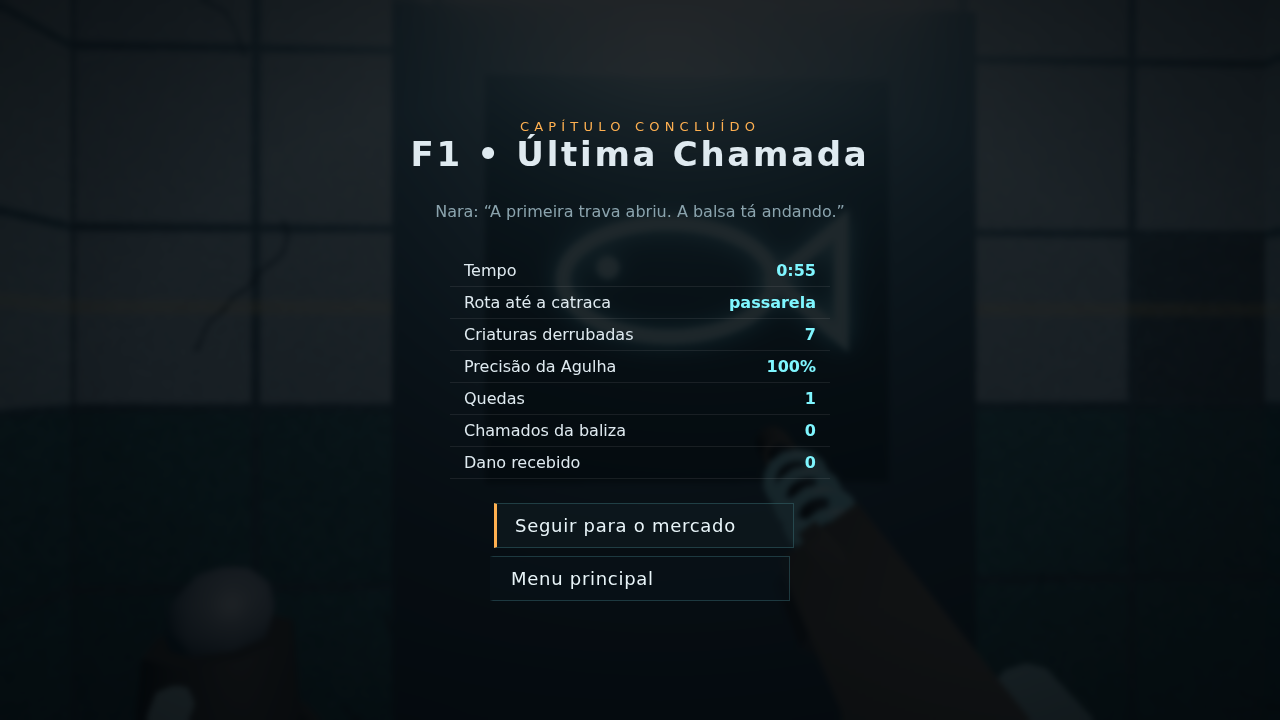 CAPÍTULO CONCLUÍDO
F1 • Última Chamada
Nara: “A primeira trava abriu. A balsa tá andando.”
Tempo 0:55
Rota até a catraca passarela
Criaturas derrubadas 7
Precisão da Agulha 100%
Quedas 1
Chamados da baliza 0
Dano recebido 0
Seguir para o mercado
Menu principal